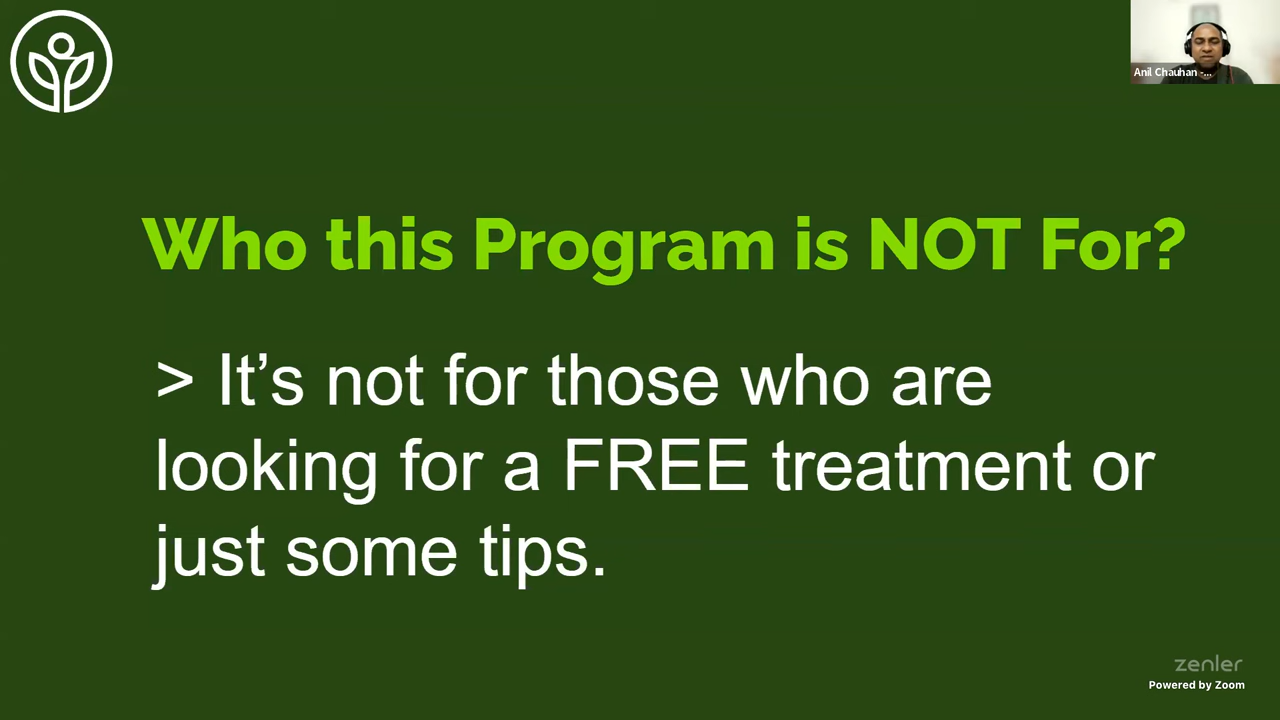 Anil Chauhan -...
Who this Program is NOT For?
> It’s not for those who are
looking for a FREE treatment or
just some tips.
zenler
Powered by Zoom